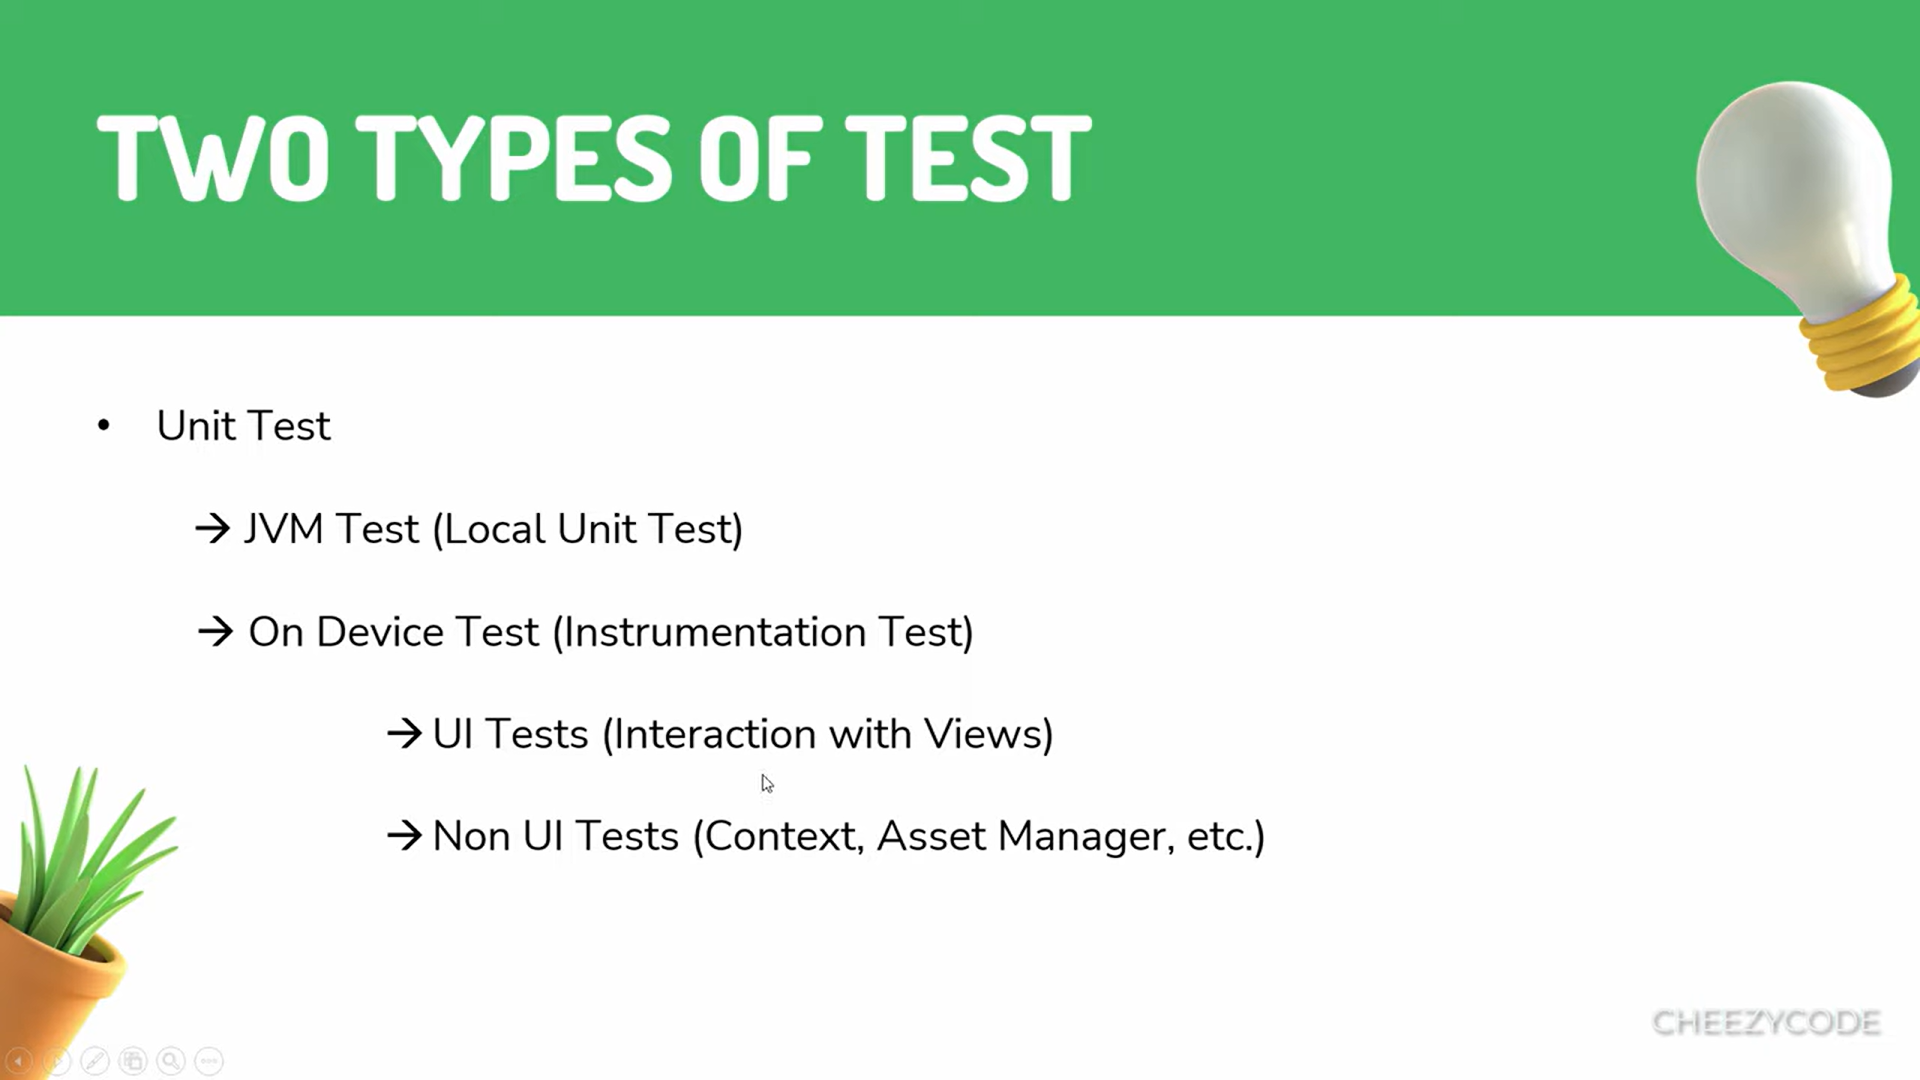 TWO TYPES OF TEST
• Unit Test
→ JVM Test (Local Unit Test)
→ On Device Test (Instrumentation Test)
→ UI Tests (Interaction with Views)
→ Non UI Tests (Context, Asset Manager, etc.)
CHEEZYCODE